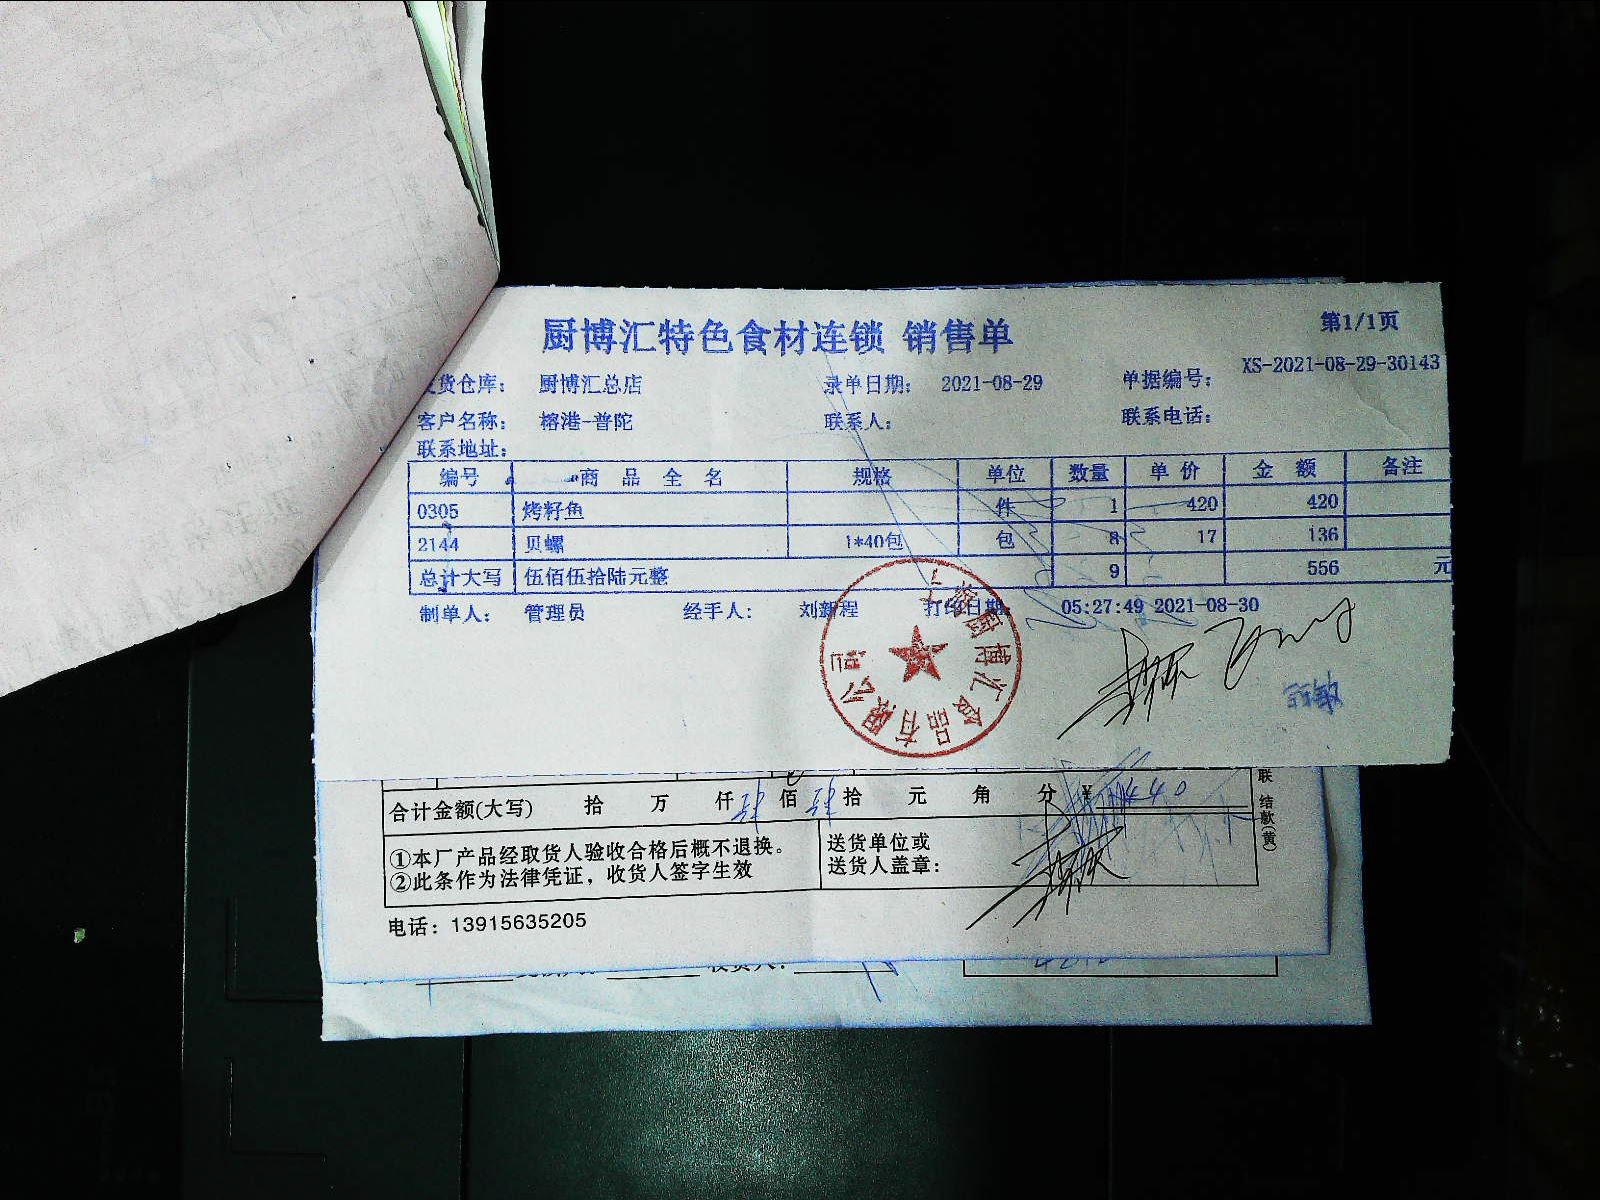 厨博汇特色食材连锁 销售单
第1/1页
货仓库: 厨博汇总店 录单日期: 2021-08-29 单据编号: XS-2021-08-29-30143
客户名称: 榕港-普陀 联系人: 联系电话:
联系地址:
编号 商品全名 规格 单位 数量 单价 金额 备注
0305 烤籽鱼 件 1 420 420
2144 贝螺 1*40包 包 8 17 136
总计大写 伍佰伍拾陆元整 9 556 元
制单人: 管理员 经手人: 刘新程 打印日期: 05:27:49 2021-08-30
厨博汇食品有限公司
合计金额(大写) 拾 万 仟 佰 拾 元 角 分 ¥
①本厂产品经取货人验收合格后概不退换。
②此条作为法律凭证，收货人签字生效
送货单位或
送货人盖章:
联 结款(黄)
电话: 13915635205